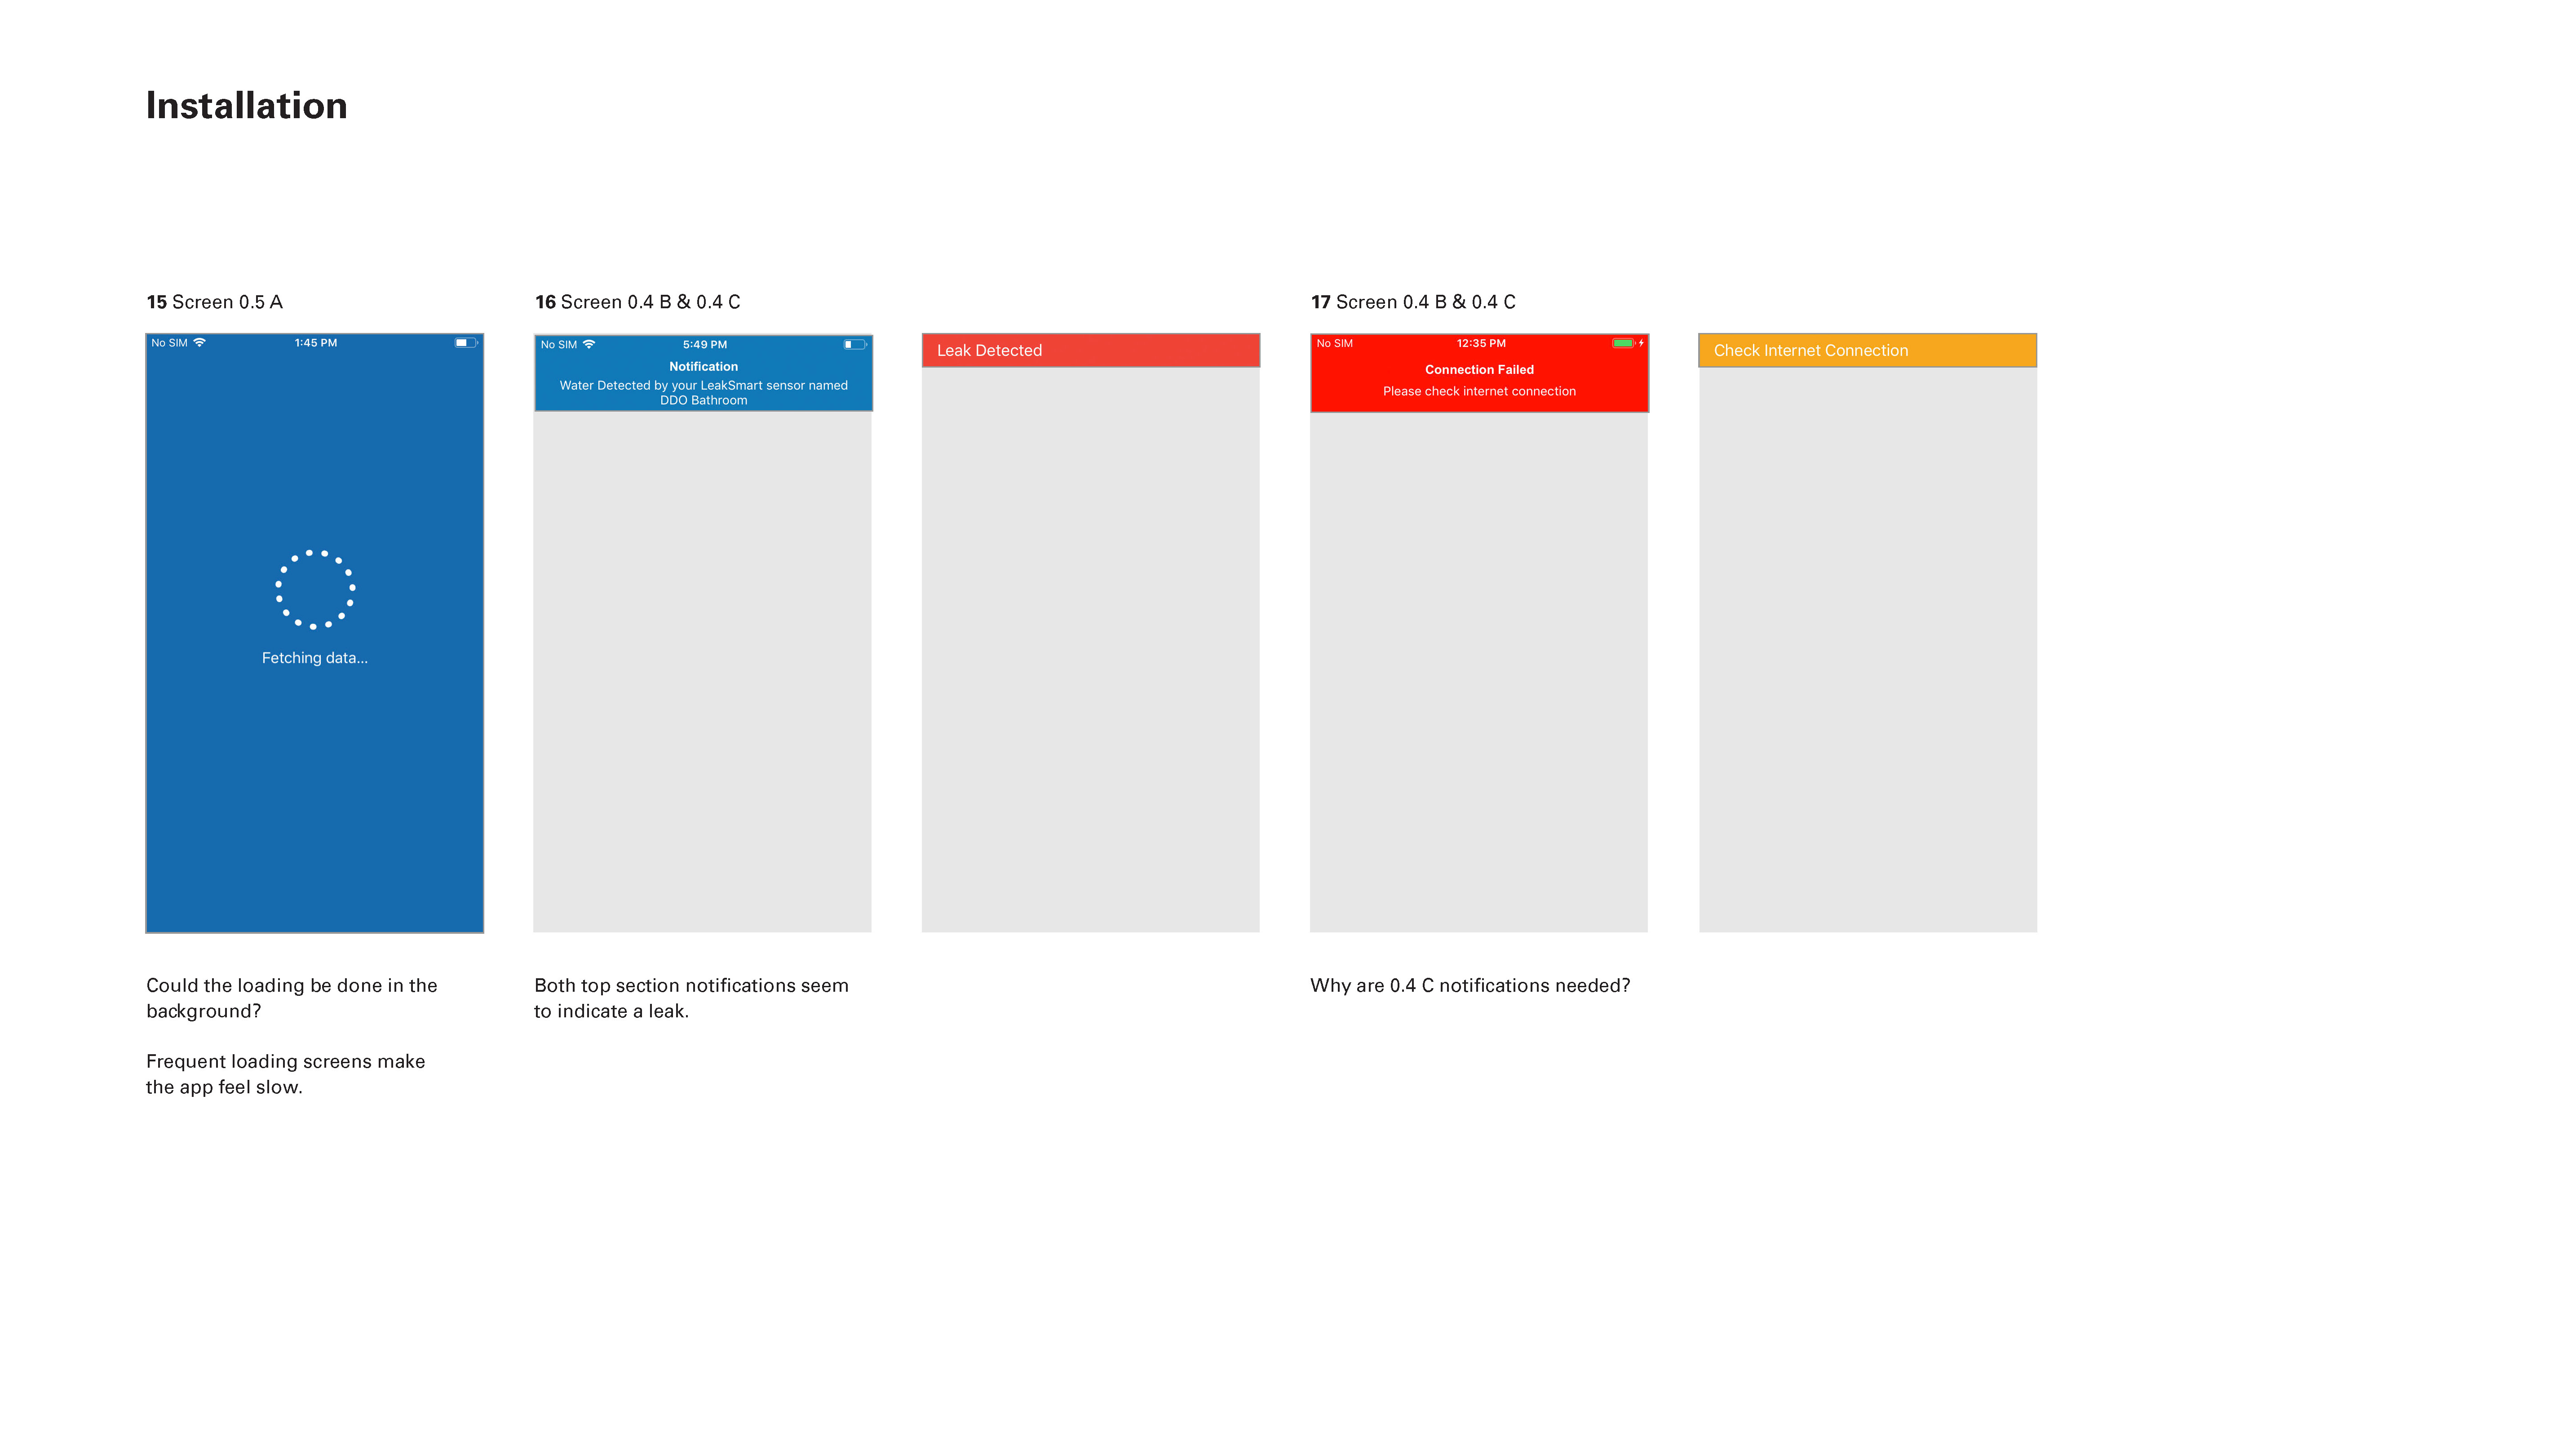 Installation
15 Screen 0.5 A
16 Screen 0.4 B & 0.4 C
17 Screen 0.4 B & 0.4 C
No SIM 1:45 PM
Fetching data...
No SIM 5:49 PM
Notification
Water Detected by your LeakSmart sensor named
DDO Bathroom
Leak Detected
No SIM 12:35 PM
Connection Failed
Please check internet connection
Check Internet Connection
Could the loading be done in the
background?
Frequent loading screens make
the app feel slow.
Both top section notifications seem
to indicate a leak.
Why are 0.4 C notifications needed?